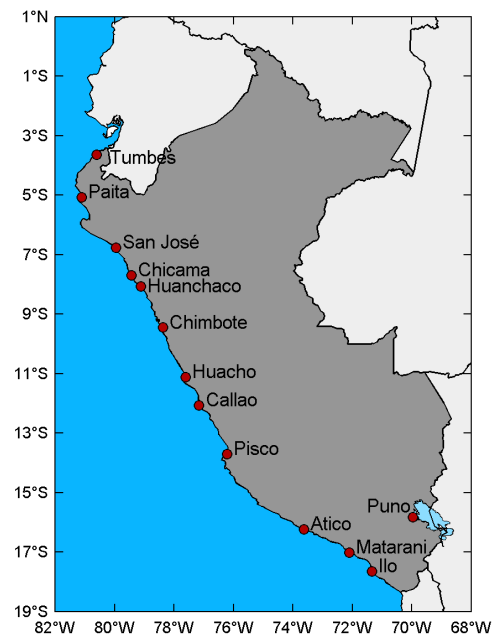 1°N
1°S
3°S
Tumbes
5°S
Paita
7°S
San José
Chicama
Huanchaco
9°S
Chimbote
11°S
Huacho
Callao
13°S
Pisco
15°S
Puno
Atico
17°S
Matarani
Ilo
19°S
82°W 80°W 78°W 76°W 74°W 72°W 70°W 68°W